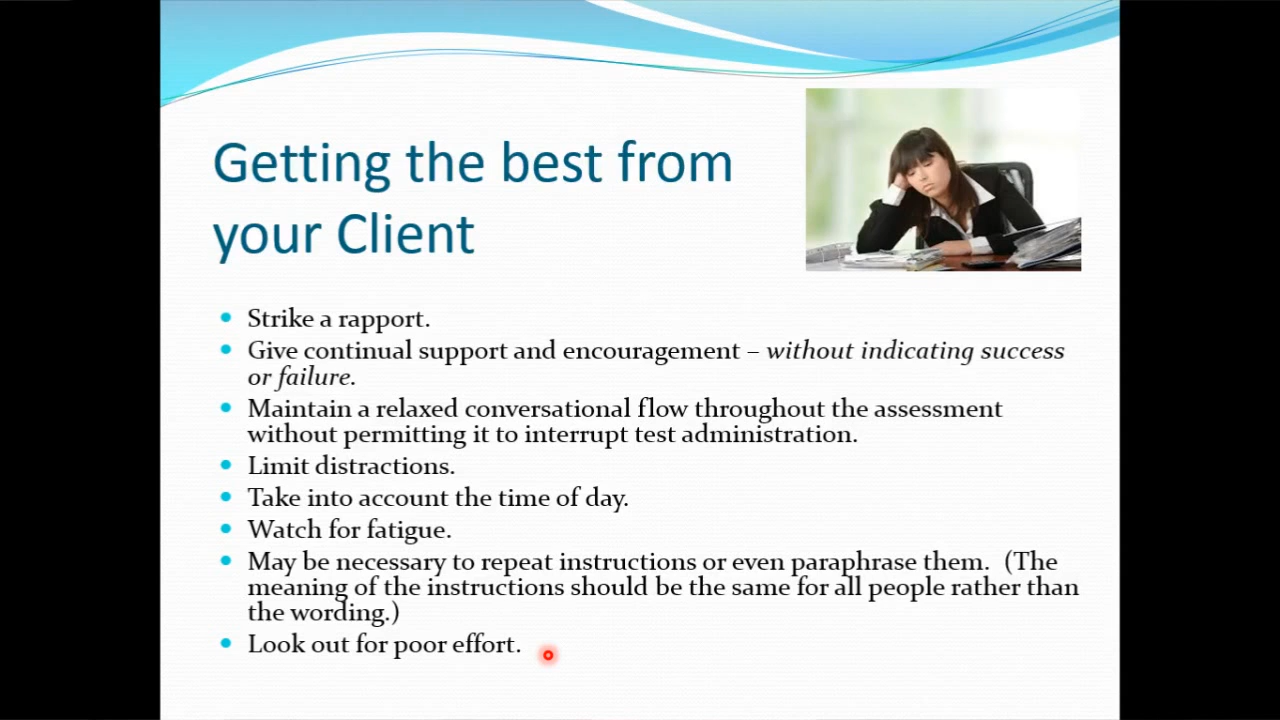 Getting the best from
your Client
Strike a rapport.
Give continual support and encouragement – without indicating success
or failure.
Maintain a relaxed conversational flow throughout the assessment
without permitting it to interrupt test administration.
Limit distractions.
Take into account the time of day.
Watch for fatigue.
May be necessary to repeat instructions or even paraphrase them.  (The
meaning of the instructions should be the same for all people rather than
the wording.)
Look out for poor effort.